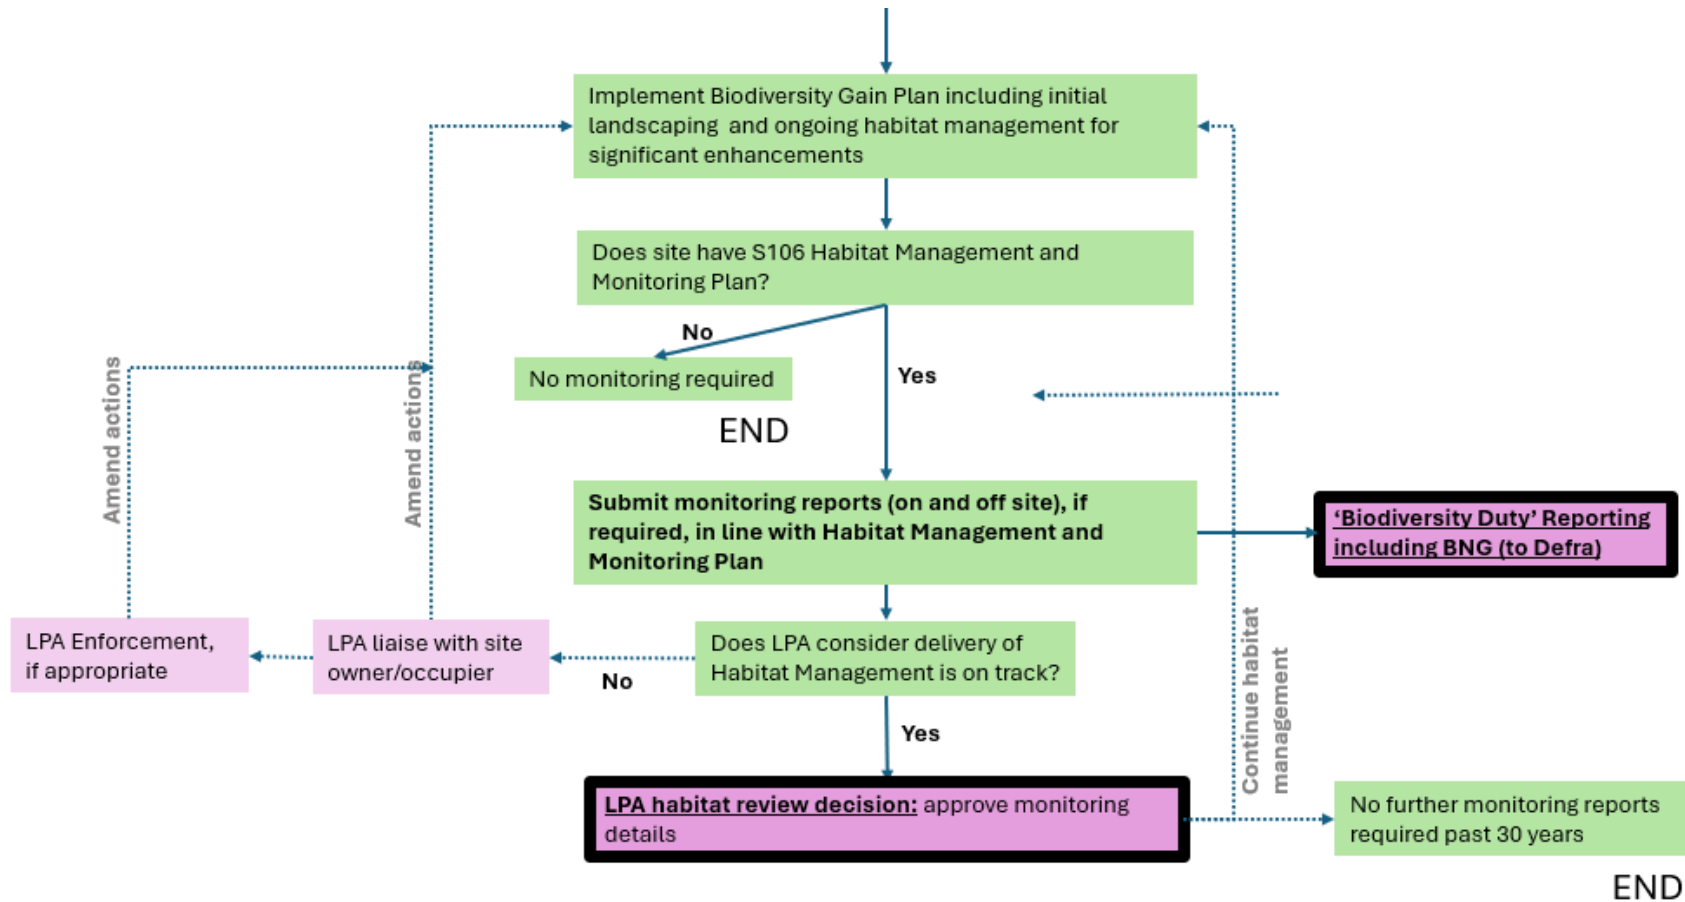 Implement Biodiversity Gain Plan including initial
landscaping and ongoing habitat management for
significant enhancements
Does site have S106 Habitat Management and
Monitoring Plan?
No
No monitoring required
END
Yes
Amend actions
Amend actions
Submit monitoring reports (on and off site), if
required, in line with Habitat Management and
Monitoring Plan
‘Biodiversity Duty’ Reporting
including BNG (to Defra)
LPA Enforcement,
if appropriate
LPA liaise with site
owner/occupier
No
Does LPA consider delivery of
Habitat Management is on track?
Yes
Continue habitat
management
LPA habitat review decision: approve monitoring
details
No further monitoring reports
required past 30 years
END